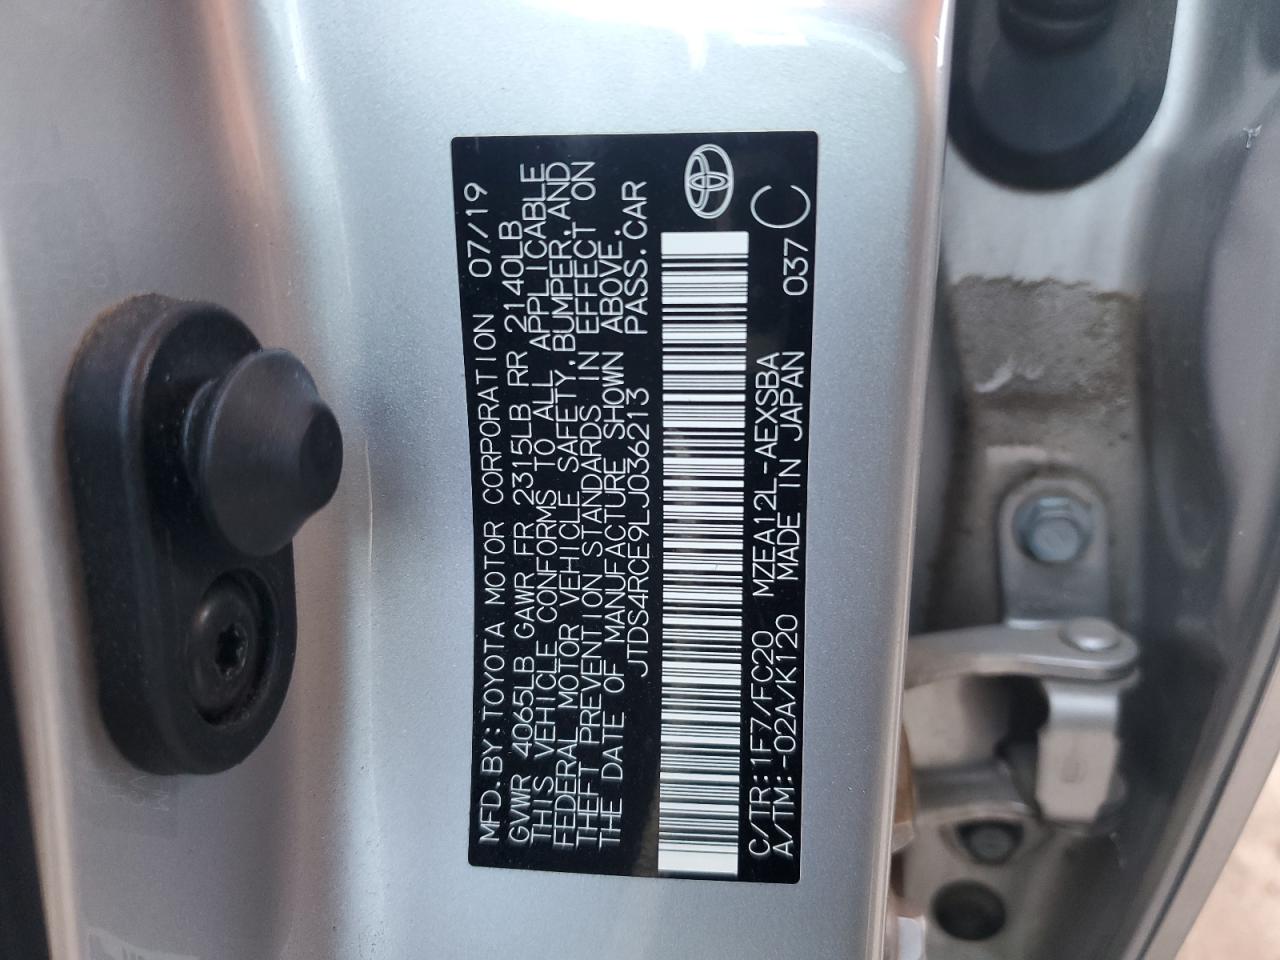 MFD. BY: TOYOTA MOTOR CORPORATION 07/19
GVWR 4065LB GAWR FR 2315LB RR 2140LB
THIS VEHICLE CONFORMS TO ALL APPLICABLE
FEDERAL MOTOR VEHICLE SAFETY, BUMPER, AND
THEFT PREVENTION STANDARDS IN EFFECT ON
THE DATE OF MANUFACTURE SHOWN ABOVE.
JTDS4RCE9LJ036213 PASS. CAR
C/TR: 1F7/FC20 MZEA12L-AEXSBA 037 C
A/TM: -02A/K120 MADE IN JAPAN